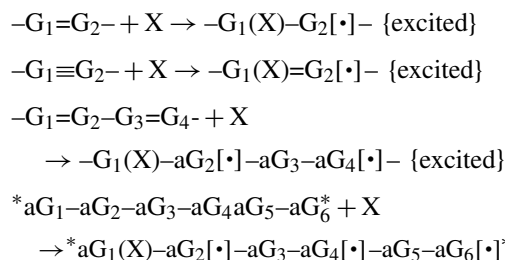 –G₁=G₂- + X → –G₁(X)–G₂[•]– {excited}
–G₁≡G₂- + X → –G₁(X)=G₂[•]– {excited}
–G₁=G₂–G₃=G₄- + X
→ –G₁(X)–aG₂[•]–aG₃–aG₄[•]– {excited}
*aG₁–aG₂–aG₃–aG₄aG₅–aG₆* + X
→*aG₁(X)–aG₂[•]–aG₃–aG₄[•]–aG₅–aG₆[•]*